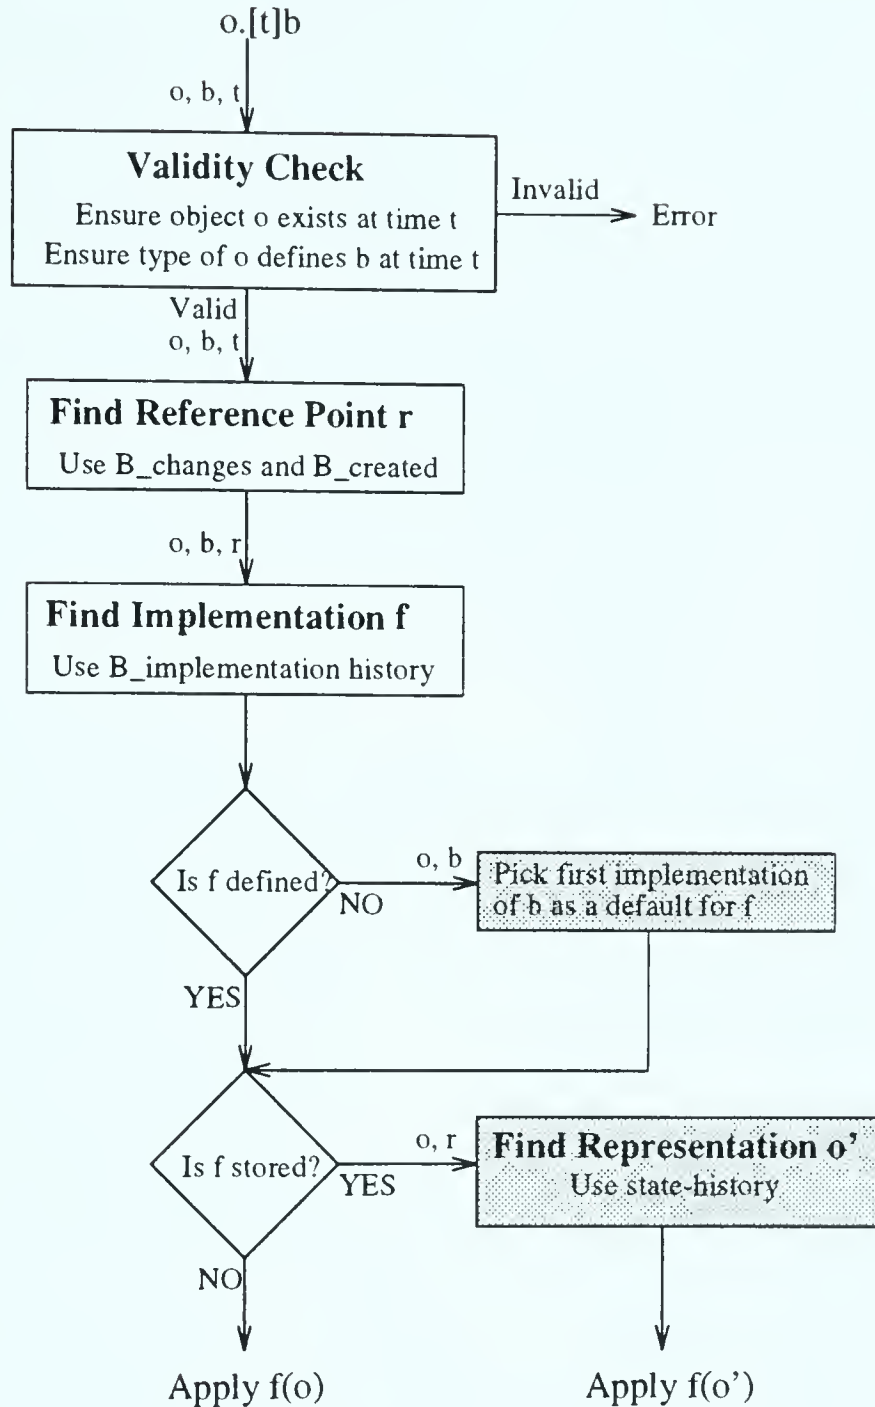 o.[t]b
o, b, t
Validity Check
Ensure object o exists at time t
Ensure type of o defines b at time t
Invalid
Error
Valid
o, b, t
Find Reference Point r
Use B_changes and B_created
o, b, r
Find Implementation f
Use B_implementation history
Is f defined?
NO
o, b
Pick first implementation
of b as a default for f
YES
Is f stored?
YES
o, r
Find Representation o’
Use state-history
NO
Apply f(o)
Apply f(o’)